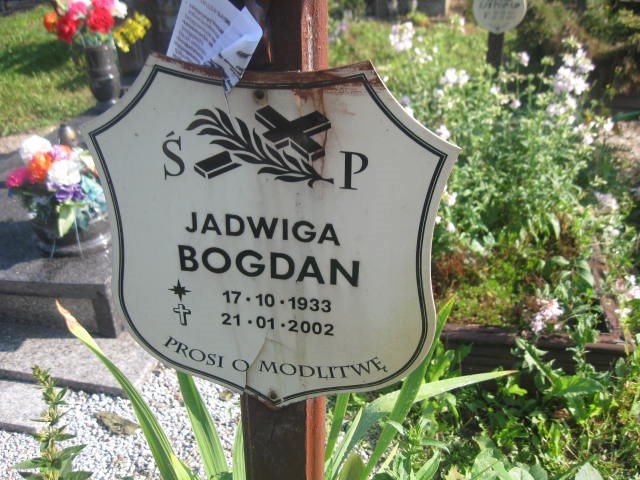 Ś P
JADWIGA
BOGDAN
17·10·1933
21·01·2002
PROSI O MODLITWĘ